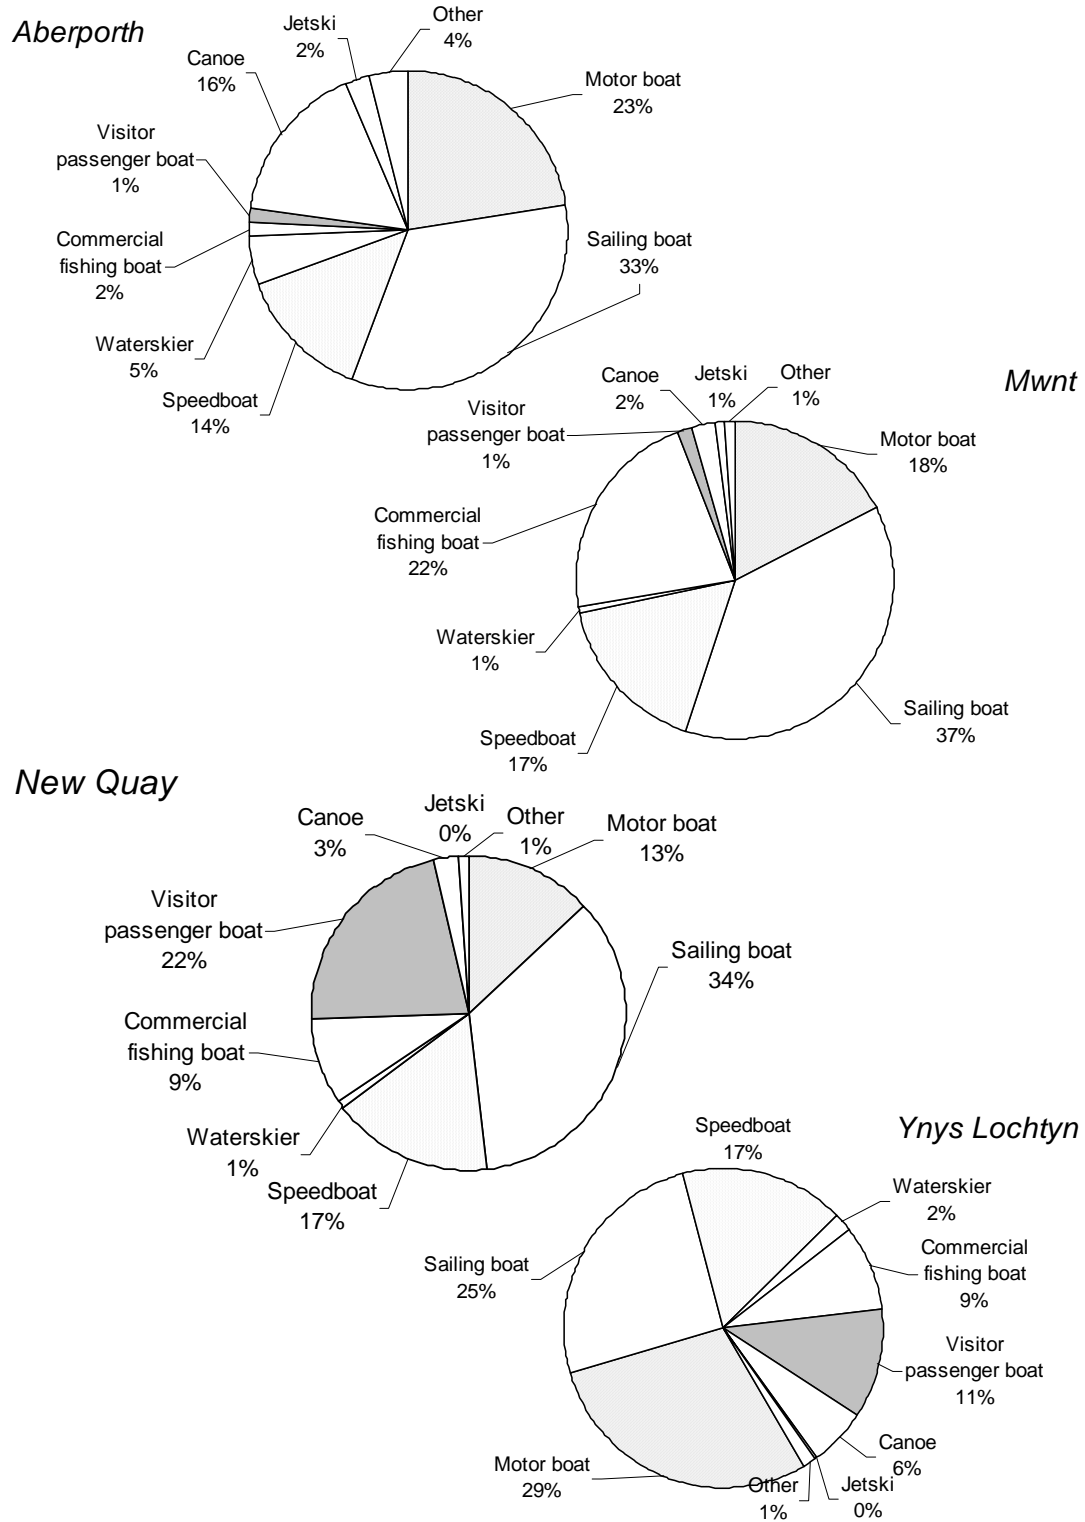 Aberporth
Other
4%
Jetski
2%
Canoe
16%
Motor boat
23%
Visitor
passenger boat
1%
Sailing boat
33%
Commercial
fishing boat
2%
Waterskier
5%
Speedboat
14%
Mwnt
Canoe
2%
Jetski
1%
Other
1%
Visitor
passenger boat
1%
Motor boat
18%
Commercial
fishing boat
22%
Waterskier
1%
Sailing boat
37%
Speedboat
17%
New Quay
Canoe
3%
Jetski
0%
Other
1%
Motor boat
13%
Visitor
passenger boat
22%
Sailing boat
34%
Commercial
fishing boat
9%
Waterskier
1%
Speedboat
17%
Ynys Lochtyn
Speedboat
17%
Waterskier
2%
Commercial
fishing boat
9%
Sailing boat
25%
Visitor
passenger boat
11%
Canoe
6%
Motor boat
29%
Other
1%
Jetski
0%